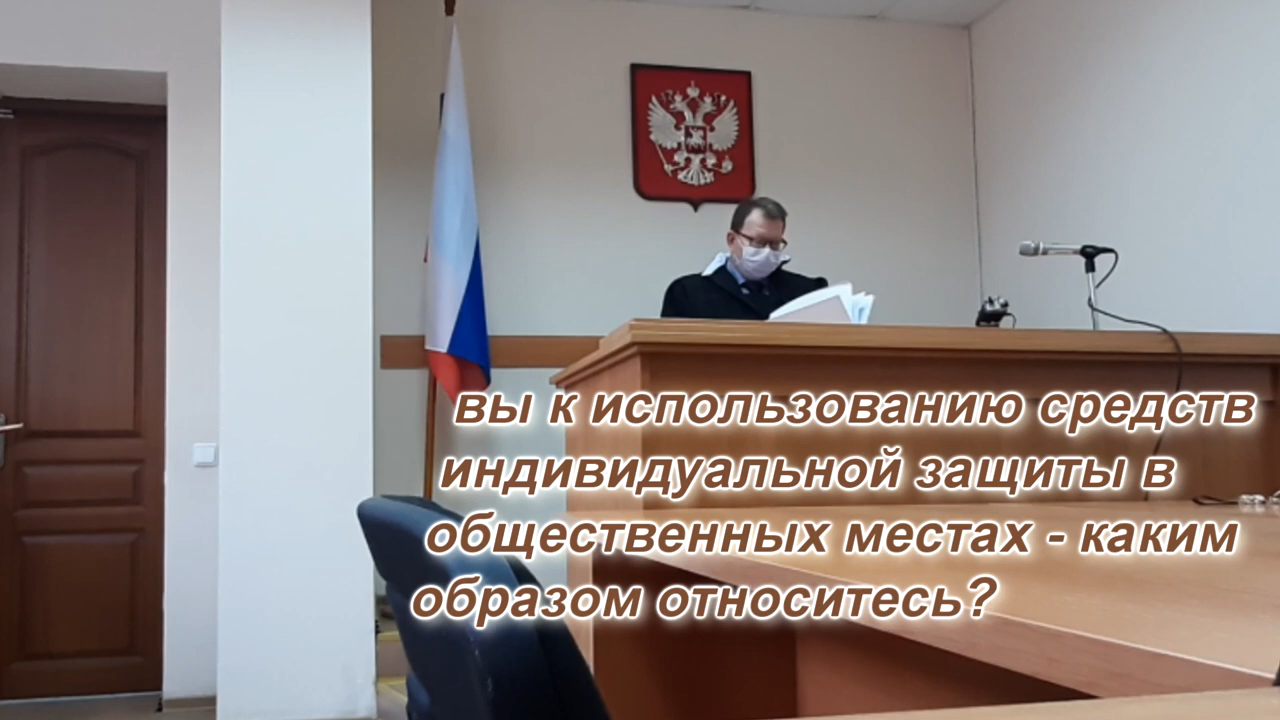 вы к использованию средств
индивидуальной защиты в
общественных местах - каким
образом относитесь?